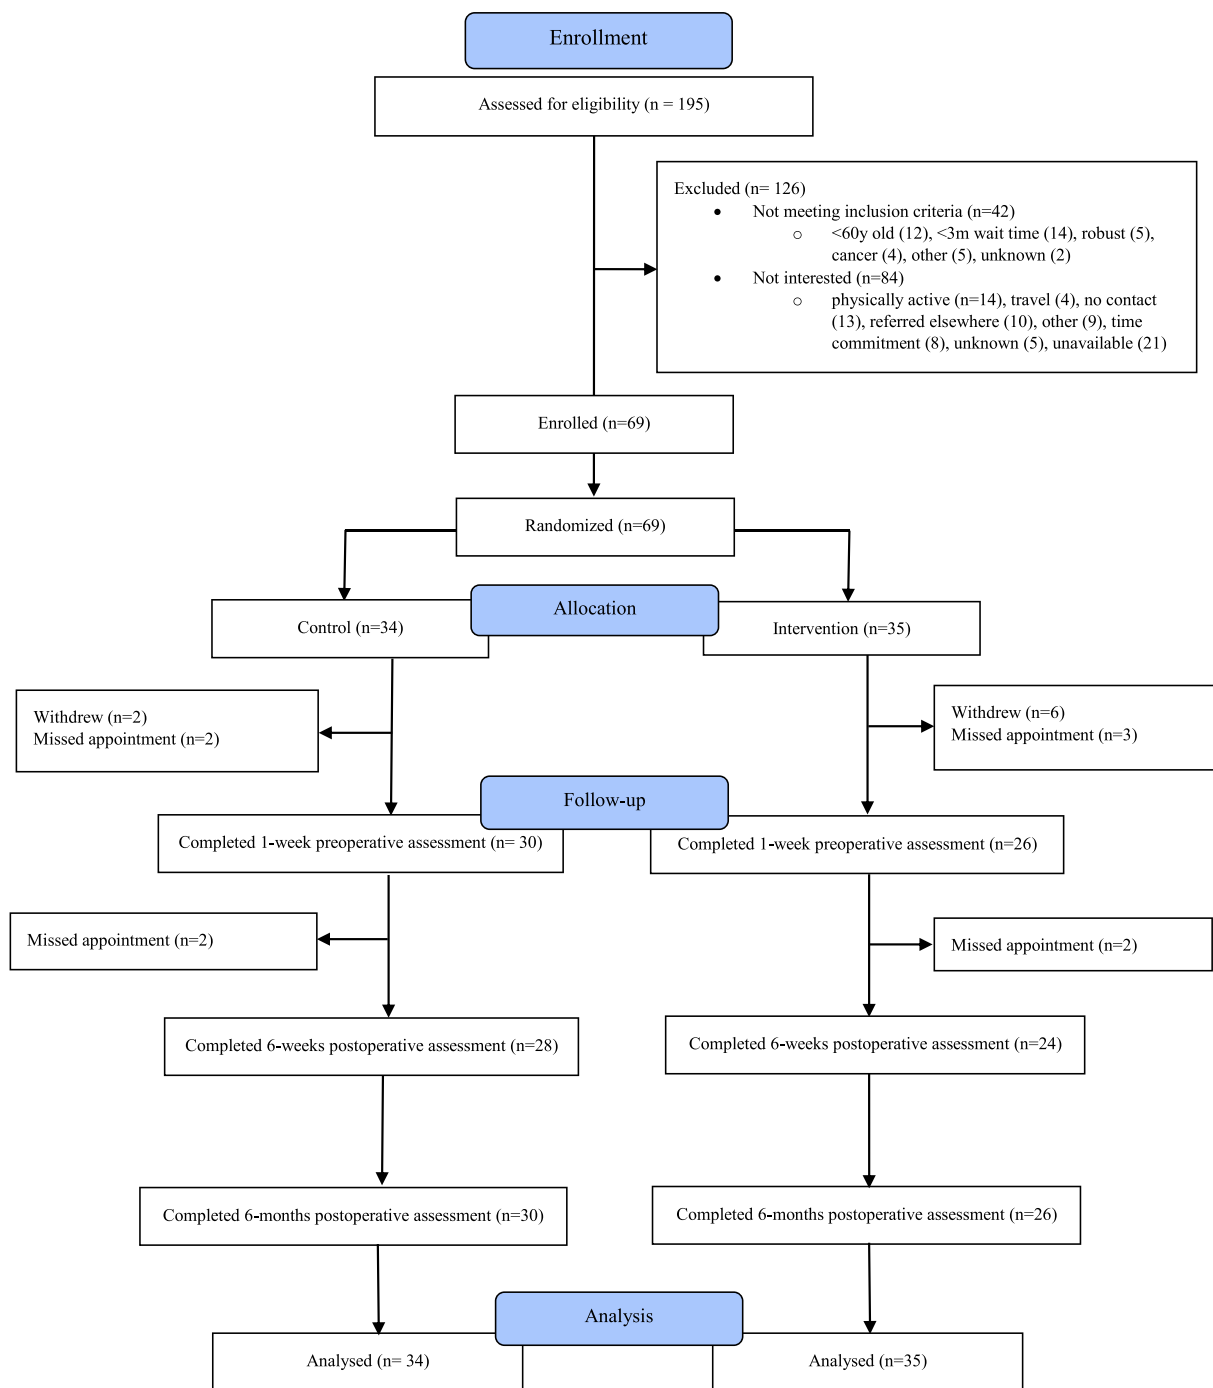 Enrollment
Assessed for eligibility (n = 195)
Excluded (n= 126)
• Not meeting inclusion criteria (n=42)
o <60y old (12), <3m wait time (14), robust (5),
cancer (4), other (5), unknown (2)
• Not interested (n=84)
o physically active (n=14), travel (4), no contact
(13), referred elsewhere (10), other (9), time
commitment (8), unknown (5), unavailable (21)
Enrolled (n=69)
Randomized (n=69)
Allocation
Control (n=34)
Intervention (n=35)
Withdrew (n=2)
Missed appointment (n=2)
Withdrew (n=6)
Missed appointment (n=3)
Follow-up
Completed 1-week preoperative assessment (n= 30)
Completed 1-week preoperative assessment (n=26)
Missed appointment (n=2)
Missed appointment (n=2)
Completed 6-weeks postoperative assessment (n=28)
Completed 6-weeks postoperative assessment (n=24)
Completed 6-months postoperative assessment (n=30)
Completed 6-months postoperative assessment (n=26)
Analysis
Analysed (n= 34)
Analysed (n=35)